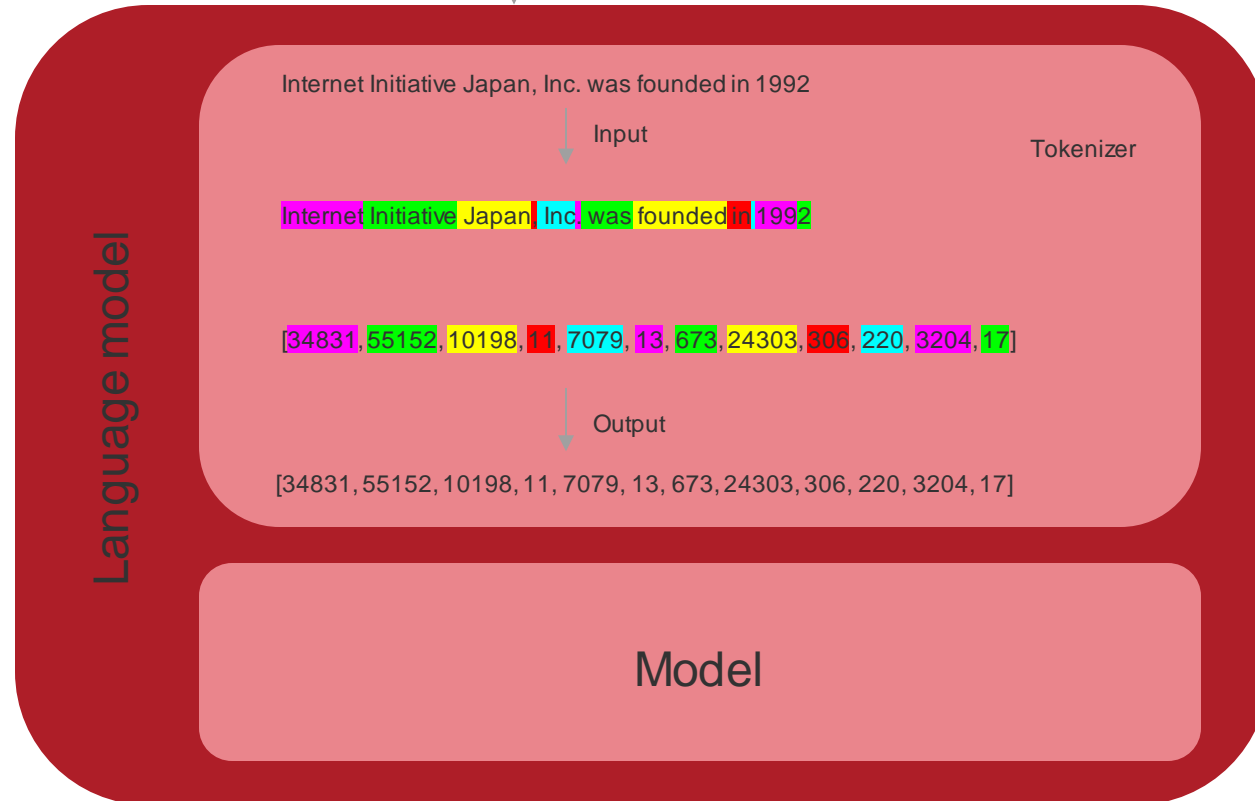 Internet Initiative Japan, Inc. was founded in 1992
Input
Tokenizer
Internet Initiative Japan, Inc. was founded in 1992
[34831, 55152, 10198, 11, 7079, 13, 673, 24303, 306, 220, 3204, 17]
Output
[34831, 55152, 10198, 11, 7079, 13, 673, 24303, 306, 220, 3204, 17]
Language model
Model